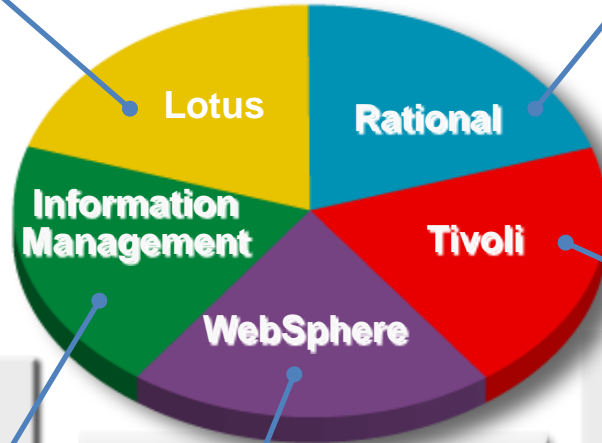 Lotus
Rational
Information
Management
Tivoli
WebSphere